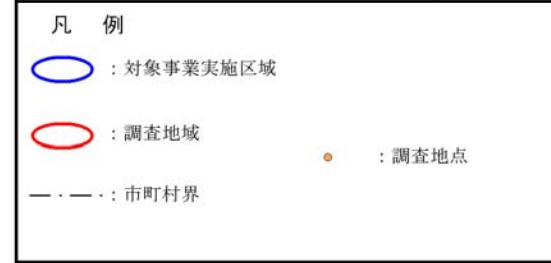 凡 例
：対象事業実施区域
：調査地域
：調査地点
：市町村界